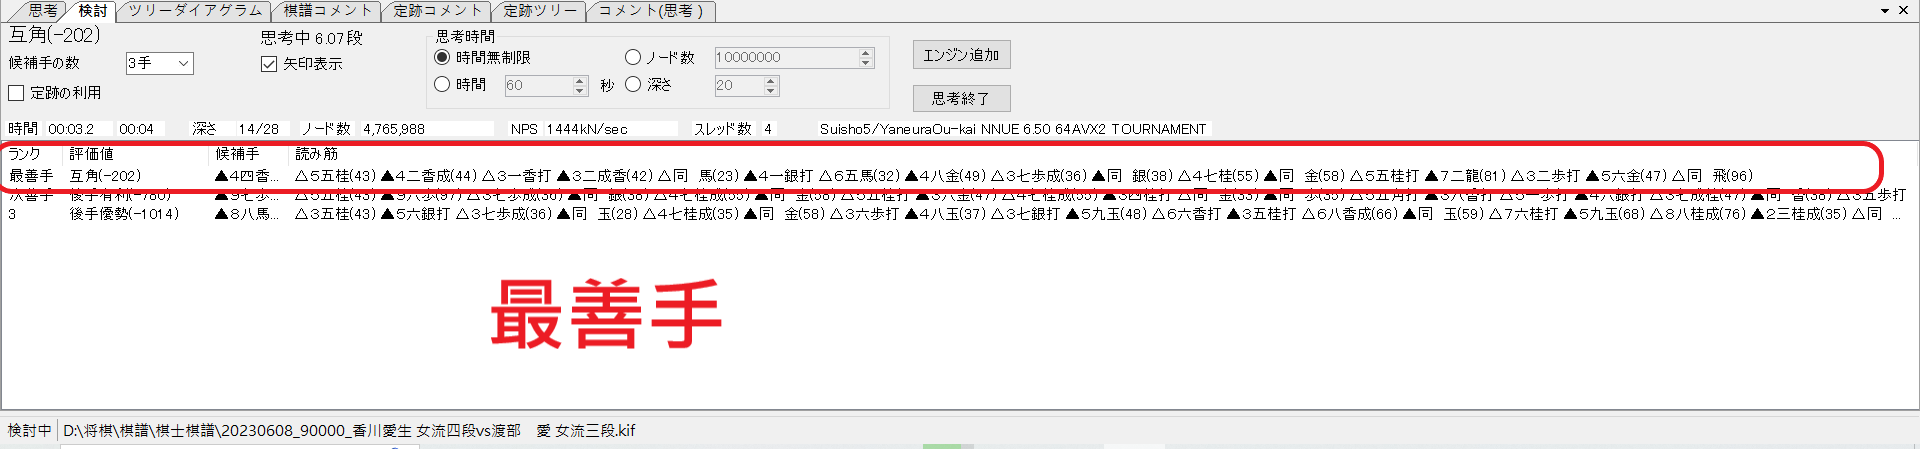 思考 検討 ツリーダイアグラム 棋譜コメント 定跡コメント 定跡ツリー コメント(思考)
互角(-202) 思考中 6.07段 思考時間
候補手の数 3手 矢印表示 時間無制限 ノード数 10000000 エンジン追加
定跡の利用 時間 60 秒 深さ 20 思考終了
時間 00:03.2 00:04 深さ 14/28 ノード数 4,765,988 NPS 1444kN/sec スレッド数 4 Suisho5/YaneuraOu-kai NNUE 6.50 64AVX2 TOURNAMENT
ランク 評価値 候補手 読み筋
最善手 互角(-202) ▲4四香... △5五桂(43) ▲4二香成(44) △3一香打 ▲3二成香(42) △同 馬(23) ▲4一銀打 △6五馬(32) ▲4八金(49) △3七歩成(36) ▲同 銀(38) △4七桂(55) ▲同 金(58) △5五桂打 ▲7二龍(81) △3二歩打 ▲5六金(47) △同 飛(96)
次善手 後手有利(-780) ▲9七歩...
3 後手優勢(-1014) ▲8八馬... △3五桂(43) ▲5六銀打 △3七歩成(36) ▲同 玉(28) △4七桂成(35) ▲同 金(58) △3六歩打 ▲4八玉(37) △3七銀打 ▲5九玉(48) △6六香打 ▲3五桂打 △6八香成(66) ▲同 玉(59) △7六桂打 ▲5九玉(68) △8八桂成(76) ▲2三桂成(35) △同 ...
最善手
検討中 D:\将棋\棋譜\棋士棋譜\20230608_90000_香川愛生 女流四段vs渡部 愛 女流三段.kif